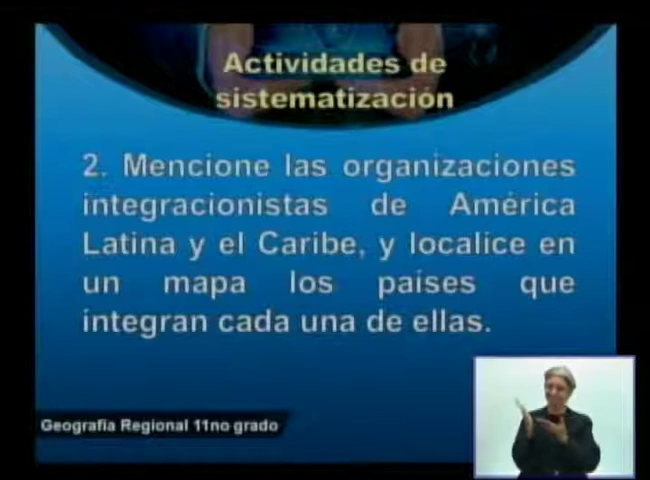 Actividades de
sistematización
2. Mencione las organizaciones
integracionistas de América
Latina y el Caribe, y localice en
un mapa los países que
integran cada una de ellas.
Geografía Regional 11no grado